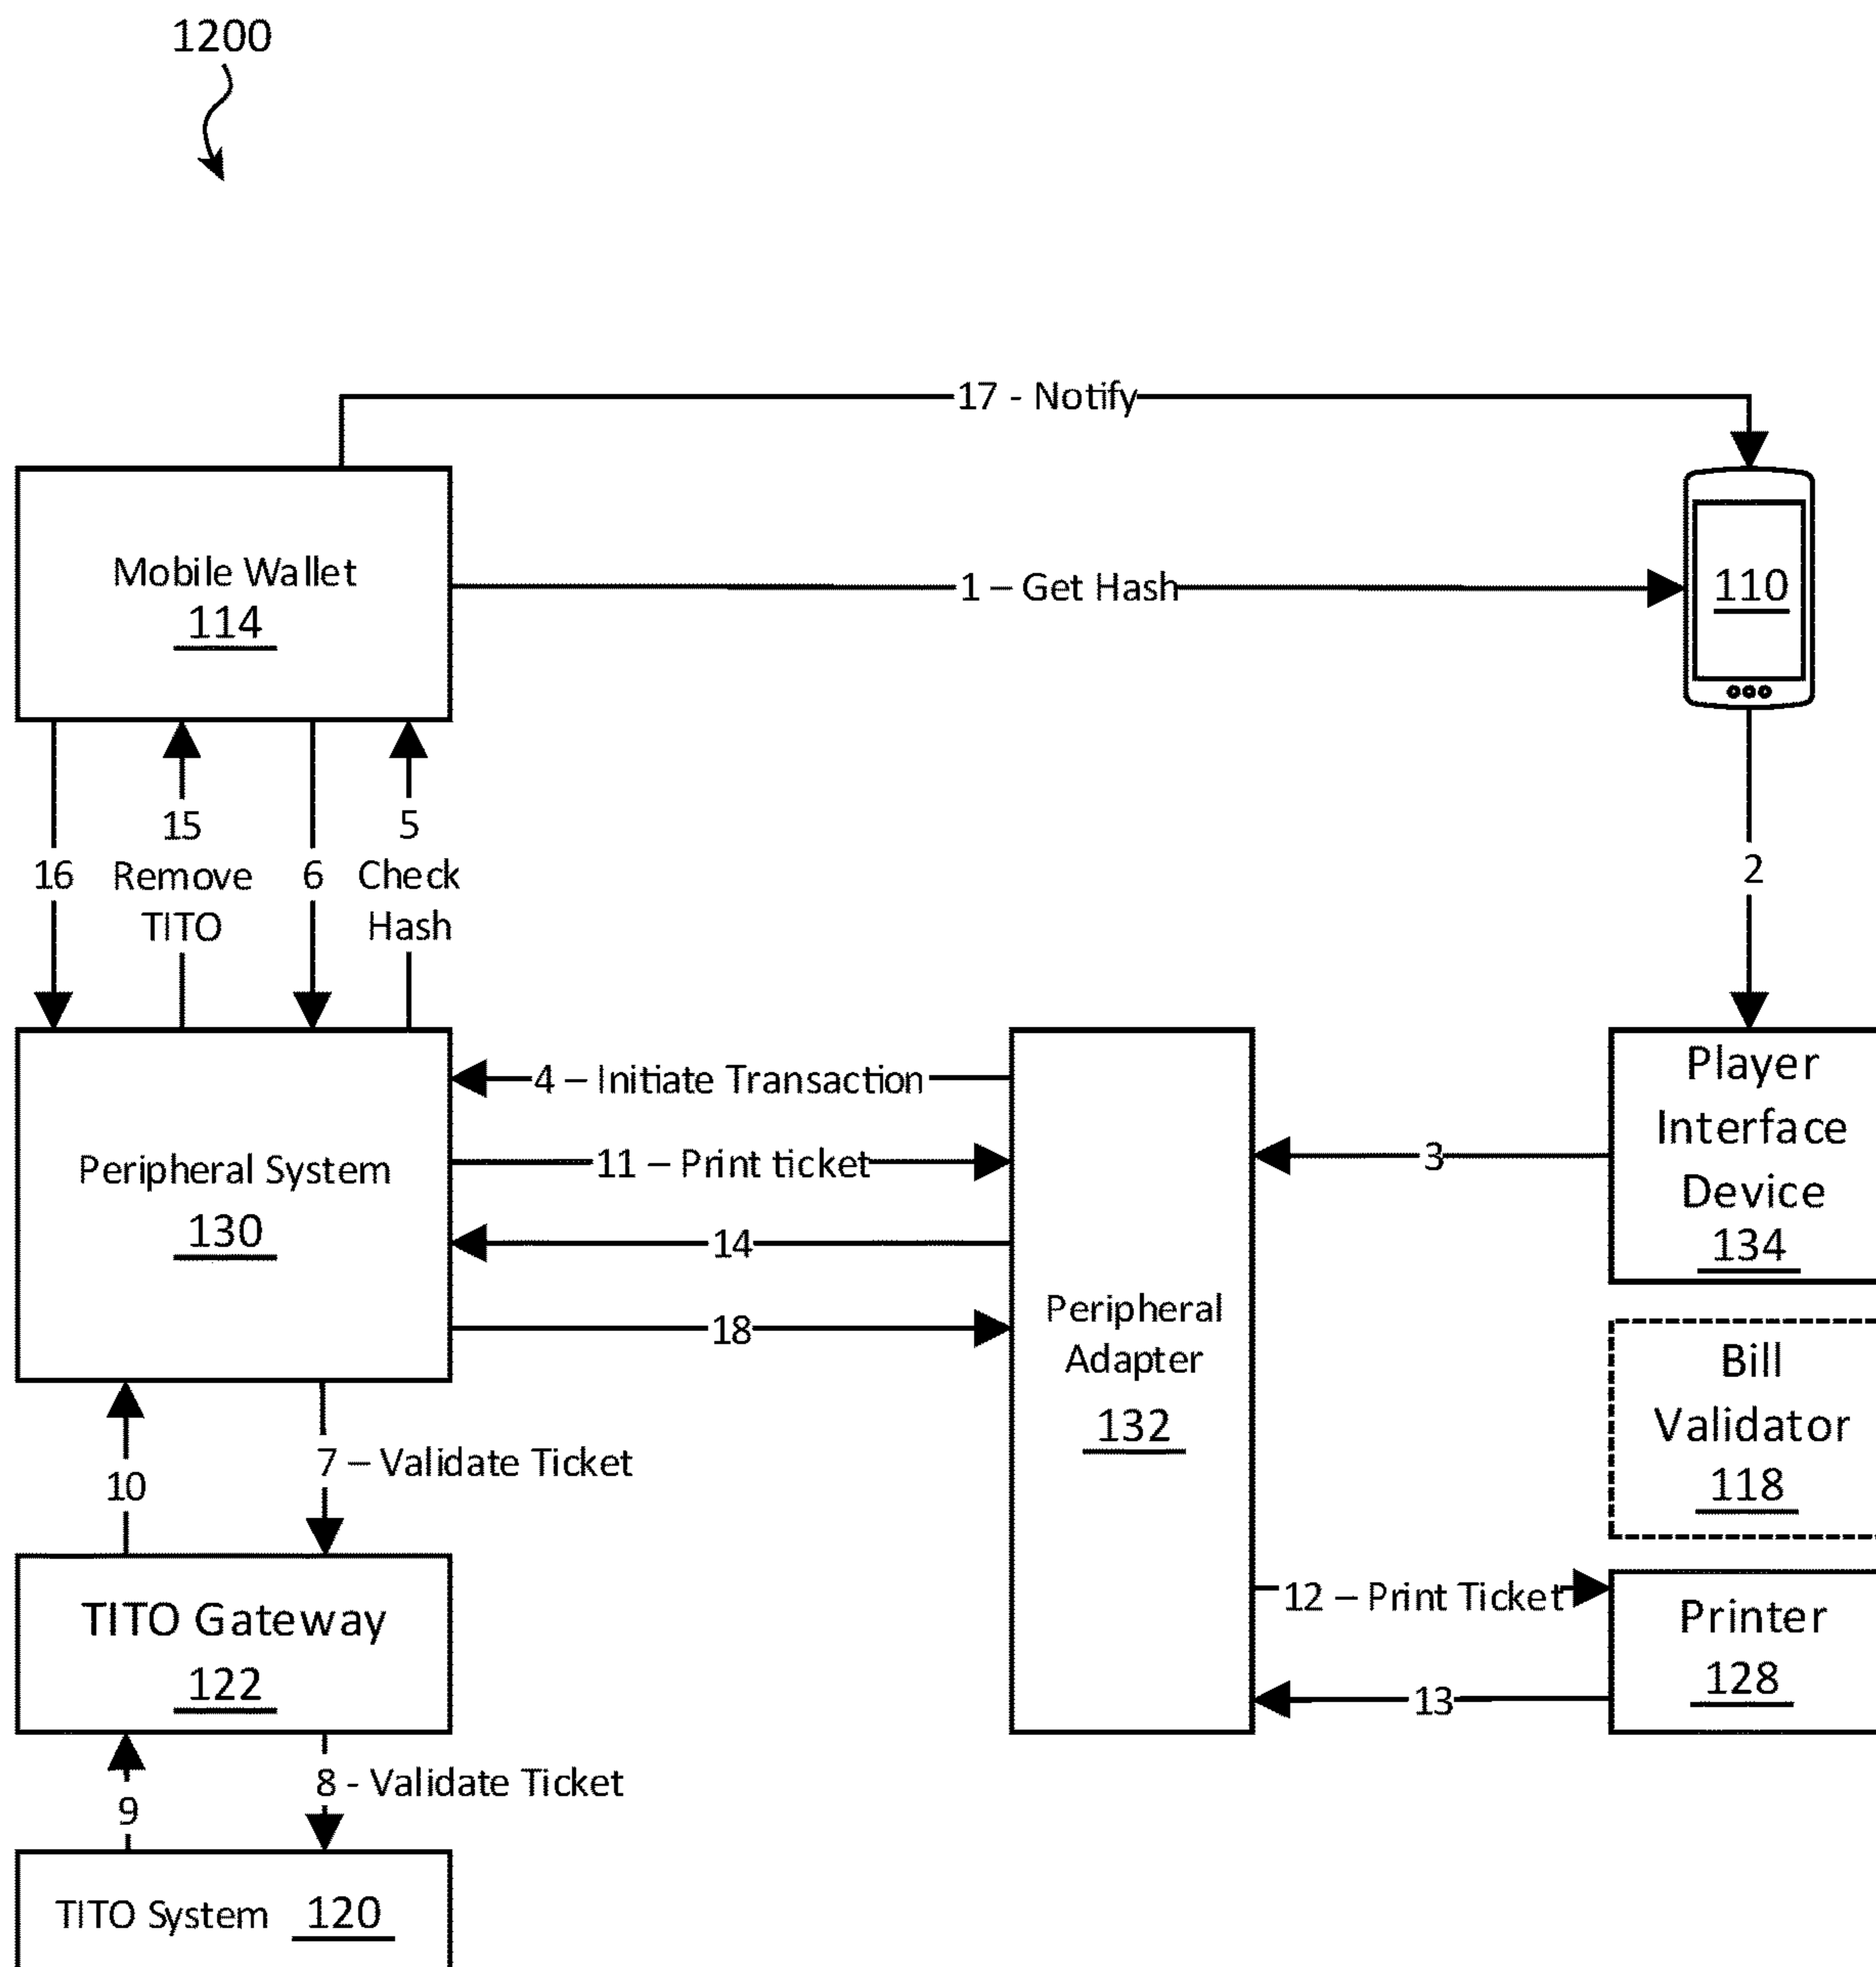 1200
17 - Notify
Mobile Wallet
114
1 – Get Hash
110
16
15
Remove
TITO
6
5
Check
Hash
2
Peripheral System
130
4 – Initiate Transaction
11 – Print ticket
14
18
Peripheral
Adapter
132
3
Player
Interface
Device
134
Bill
Validator
118
10
7 – Validate Ticket
12 – Print Ticket
13
Printer
128
TITO Gateway
122
9
8 - Validate Ticket
TITO System 120